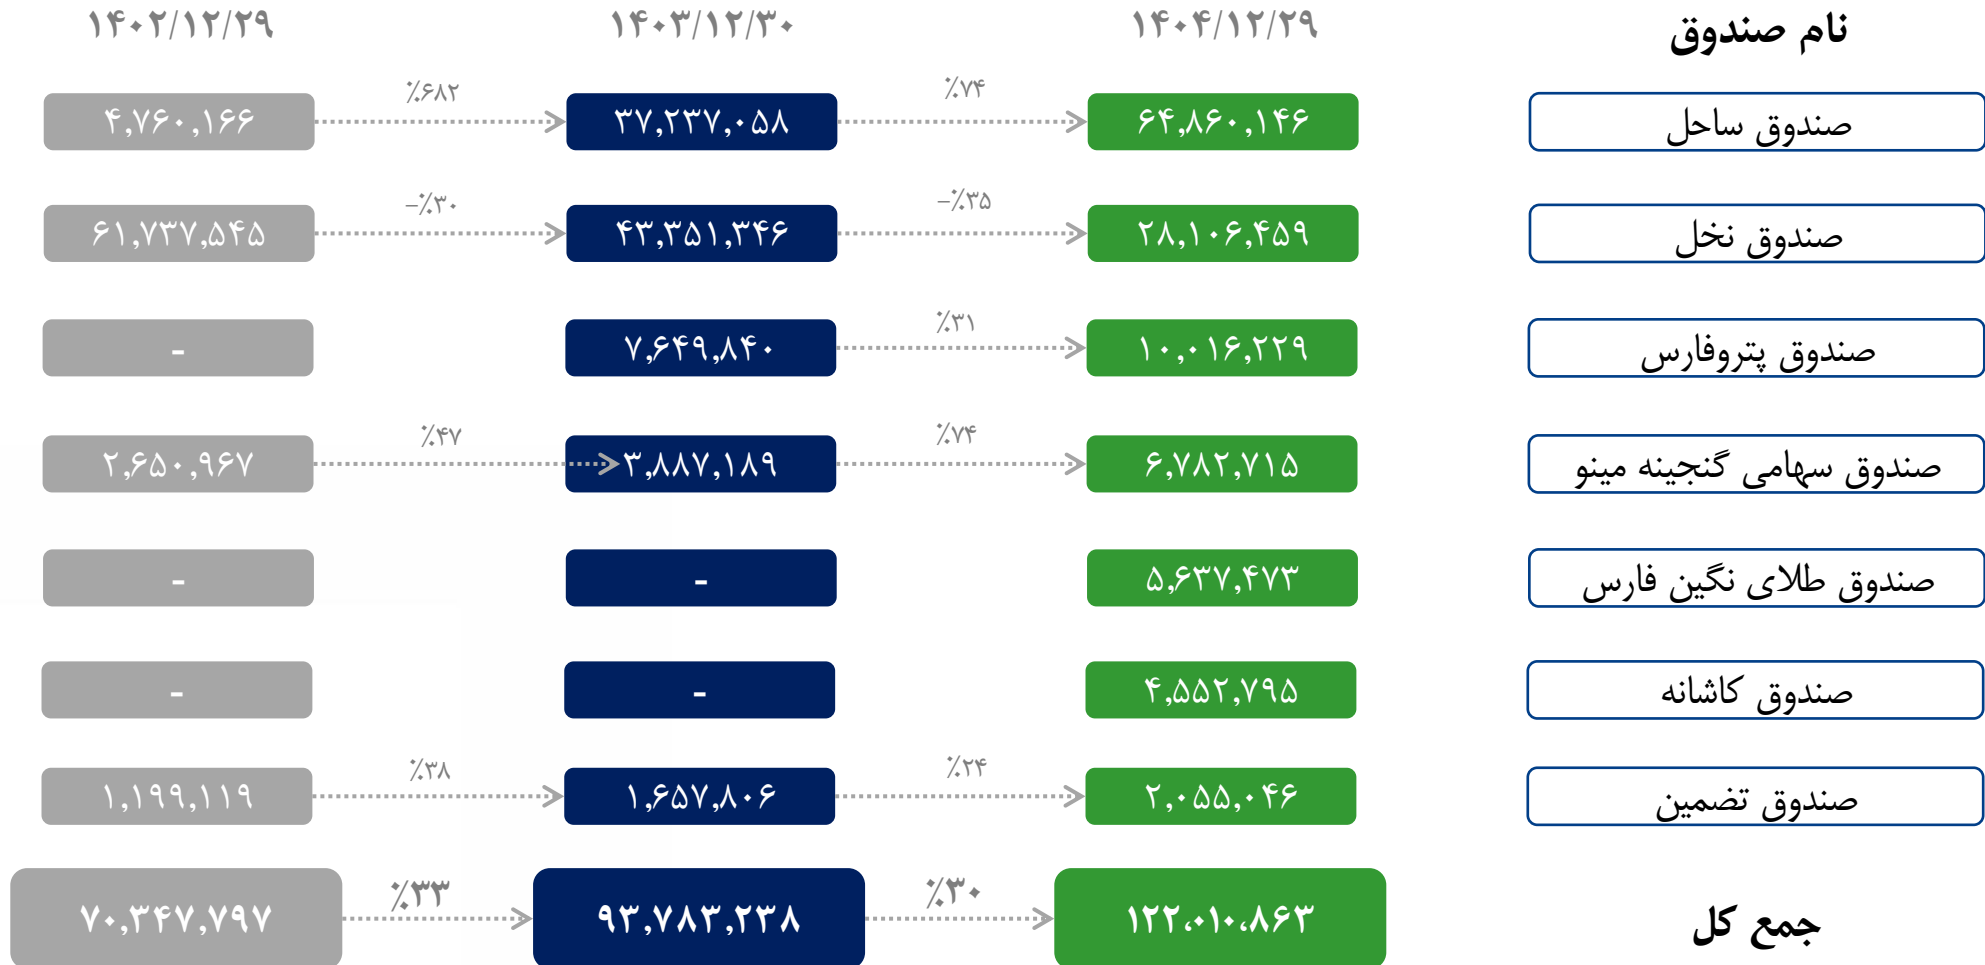 نام صندوق ۱۴۰۴/۱۲/۲۹ ۱۴۰۳/۱۲/۳۰ ۱۴۰۲/۱۲/۲۹
صندوق ساحل ۶۴,۸۶۰,۱۴۶ ٪۷۴ ۳۷,۲۳۷,۰۵۸ ٪۶۸۲ ۴,۷۶۰,۱۶۶
صندوق نخل ۲۸,۱۰۶,۴۵۹ -٪۳۵ ۴۳,۳۵۱,۳۴۶ -٪۳۰ ۶۱,۷۳۷,۵۴۵
صندوق پتروفارس ۱۰,۰۱۶,۲۲۹ ٪۳۱ ۷,۶۴۹,۸۴۰ -
صندوق سهامی گنجینه مینو ۶,۷۸۲,۷۱۵ ٪۷۴ ۳,۸۸۷,۱۸۹ ٪۴۷ ۲,۶۵۰,۹۶۷
صندوق طلای نگین فارس ۵,۶۳۷,۴۷۳ - -
صندوق کاشانه ۴,۵۵۲,۷۹۵ - -
صندوق تضمین ۲,۰۵۵,۰۴۶ ٪۲۴ ۱,۶۵۷,۸۰۶ ٪۳۸ ۱,۱۹۹,۱۱۹
جمع کل ۱۲۲،۰۱۰،۸۶۳ ٪۳۰ ۹۳,۷۸۳,۲۳۸ ٪۳۳ ۷۰,۳۴۷,۷۹۷